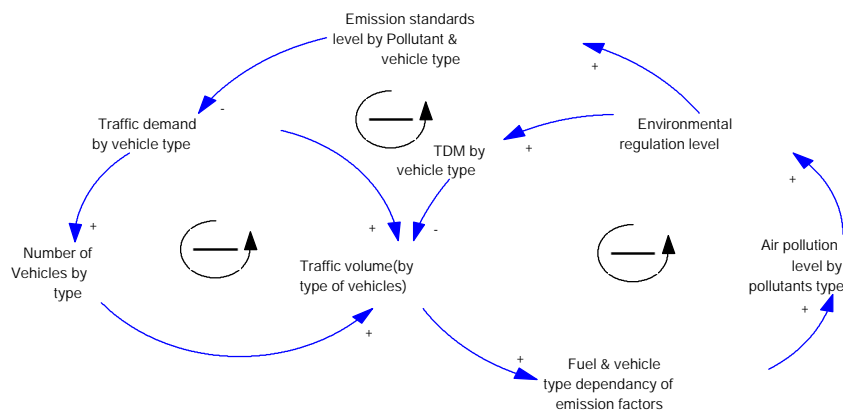 Emission standards
level by Pollutant &
vehicle type
+
-
Traffic demand
by vehicle type
Environmental
regulation level
TDM by
vehicle type
+
+
+
+
-
Number of
Vehicles by
type
Traffic volume(by
type of vehicles)
Air pollution
level by
pollutants type
+
+
+
Fuel & vehicle
type dependancy of
emission factors